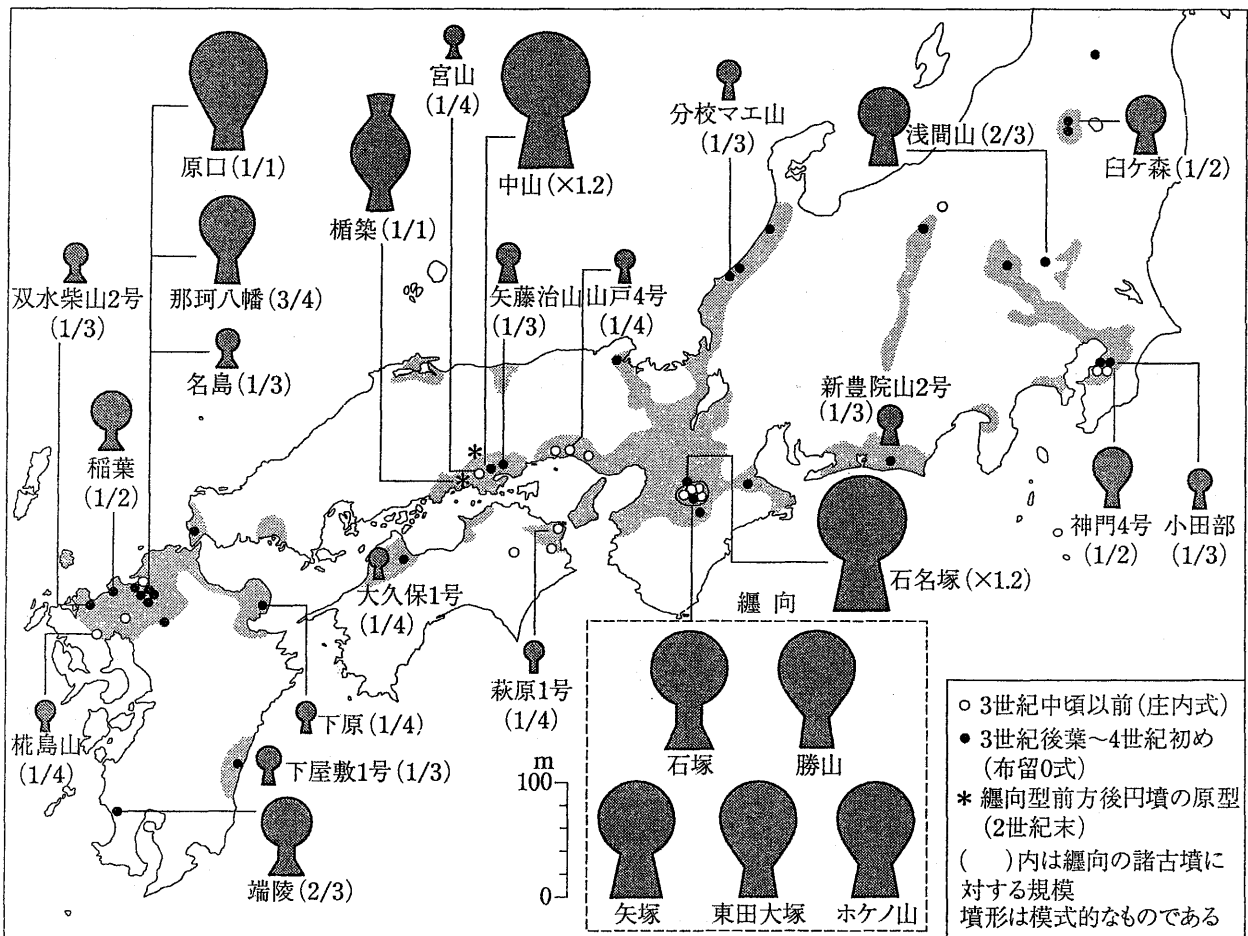 原口(1/1)
那珂八幡(3/4)
名島(1/3)
双水柴山2号
(1/3)
稲葉
(1/2)
椛島山
(1/4)
宮山
(1/4)
楯築(1/1)
中山(×1.2)
矢藤治山
(1/3)
山戸4号
(1/4)
分校マエ山
(1/3)
浅間山(2/3)
臼ケ森(1/2)
新豊院山2号
(1/3)
神門4号
(1/2)
小田部
(1/3)
石名塚(×1.2)
大久保1号
(1/4)
萩原1号
(1/4)
下原(1/4)
下屋敷1号(1/3)
端陵(2/3)
纒向
石塚
勝山
矢塚
東田大塚
ホケノ山
m
100
0
○ 3世紀中頃以前(庄内式)
● 3世紀後葉～4世紀初め
(布留0式)
* 纒向型前方後円墳の原型
(2世紀末)
( )内は纒向の諸古墳に
対する規模
墳形は模式的なものである